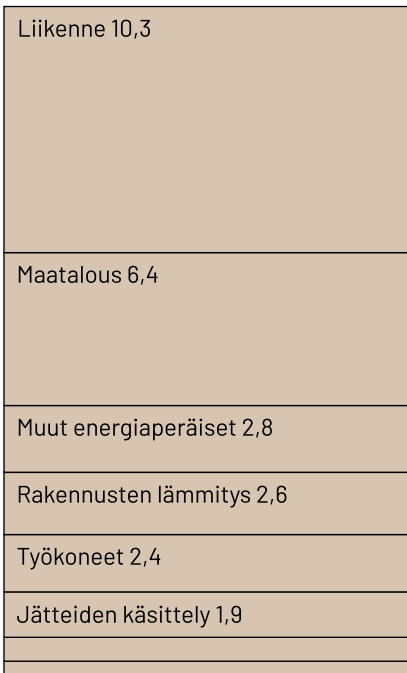 Liikenne 10,3
Maatalous 6,4
Muut energiaperäiset 2,8
Rakennusten lämmitys 2,6
Työkoneet 2,4
Jätteiden käsittely 1,9